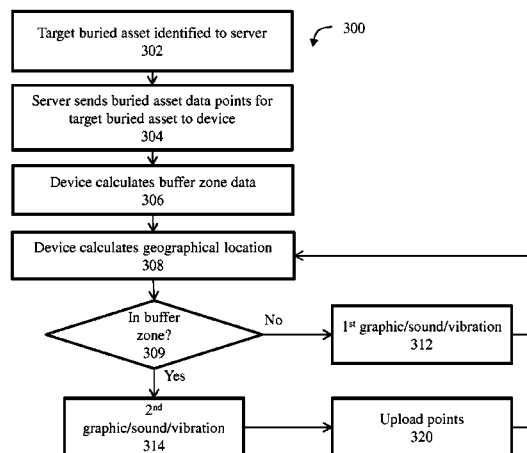 Target buried asset identified to server
302
300
Server sends buried asset data points for
target buried asset to device
304
Device calculates buffer zone data
306
Device calculates geographical location
308
In buffer
zone?
309
No
1st graphic/sound/vibration
312
Yes
2nd
graphic/sound/vibration
314
Upload points
320